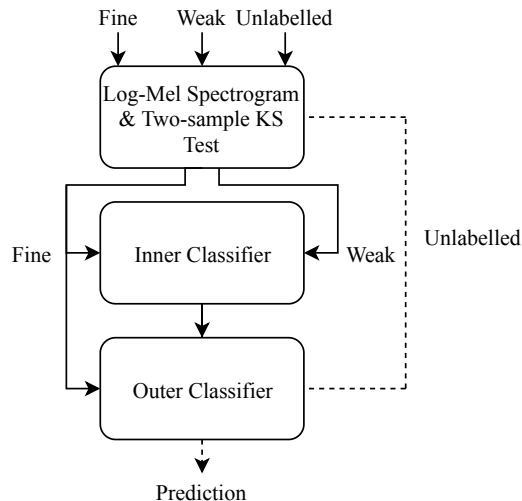 Fine Weak Unlabelled
Log-Mel Spectrogram
& Two-sample KS
Test
Unlabelled
Fine
Inner Classifier
Weak
Outer Classifier
Prediction